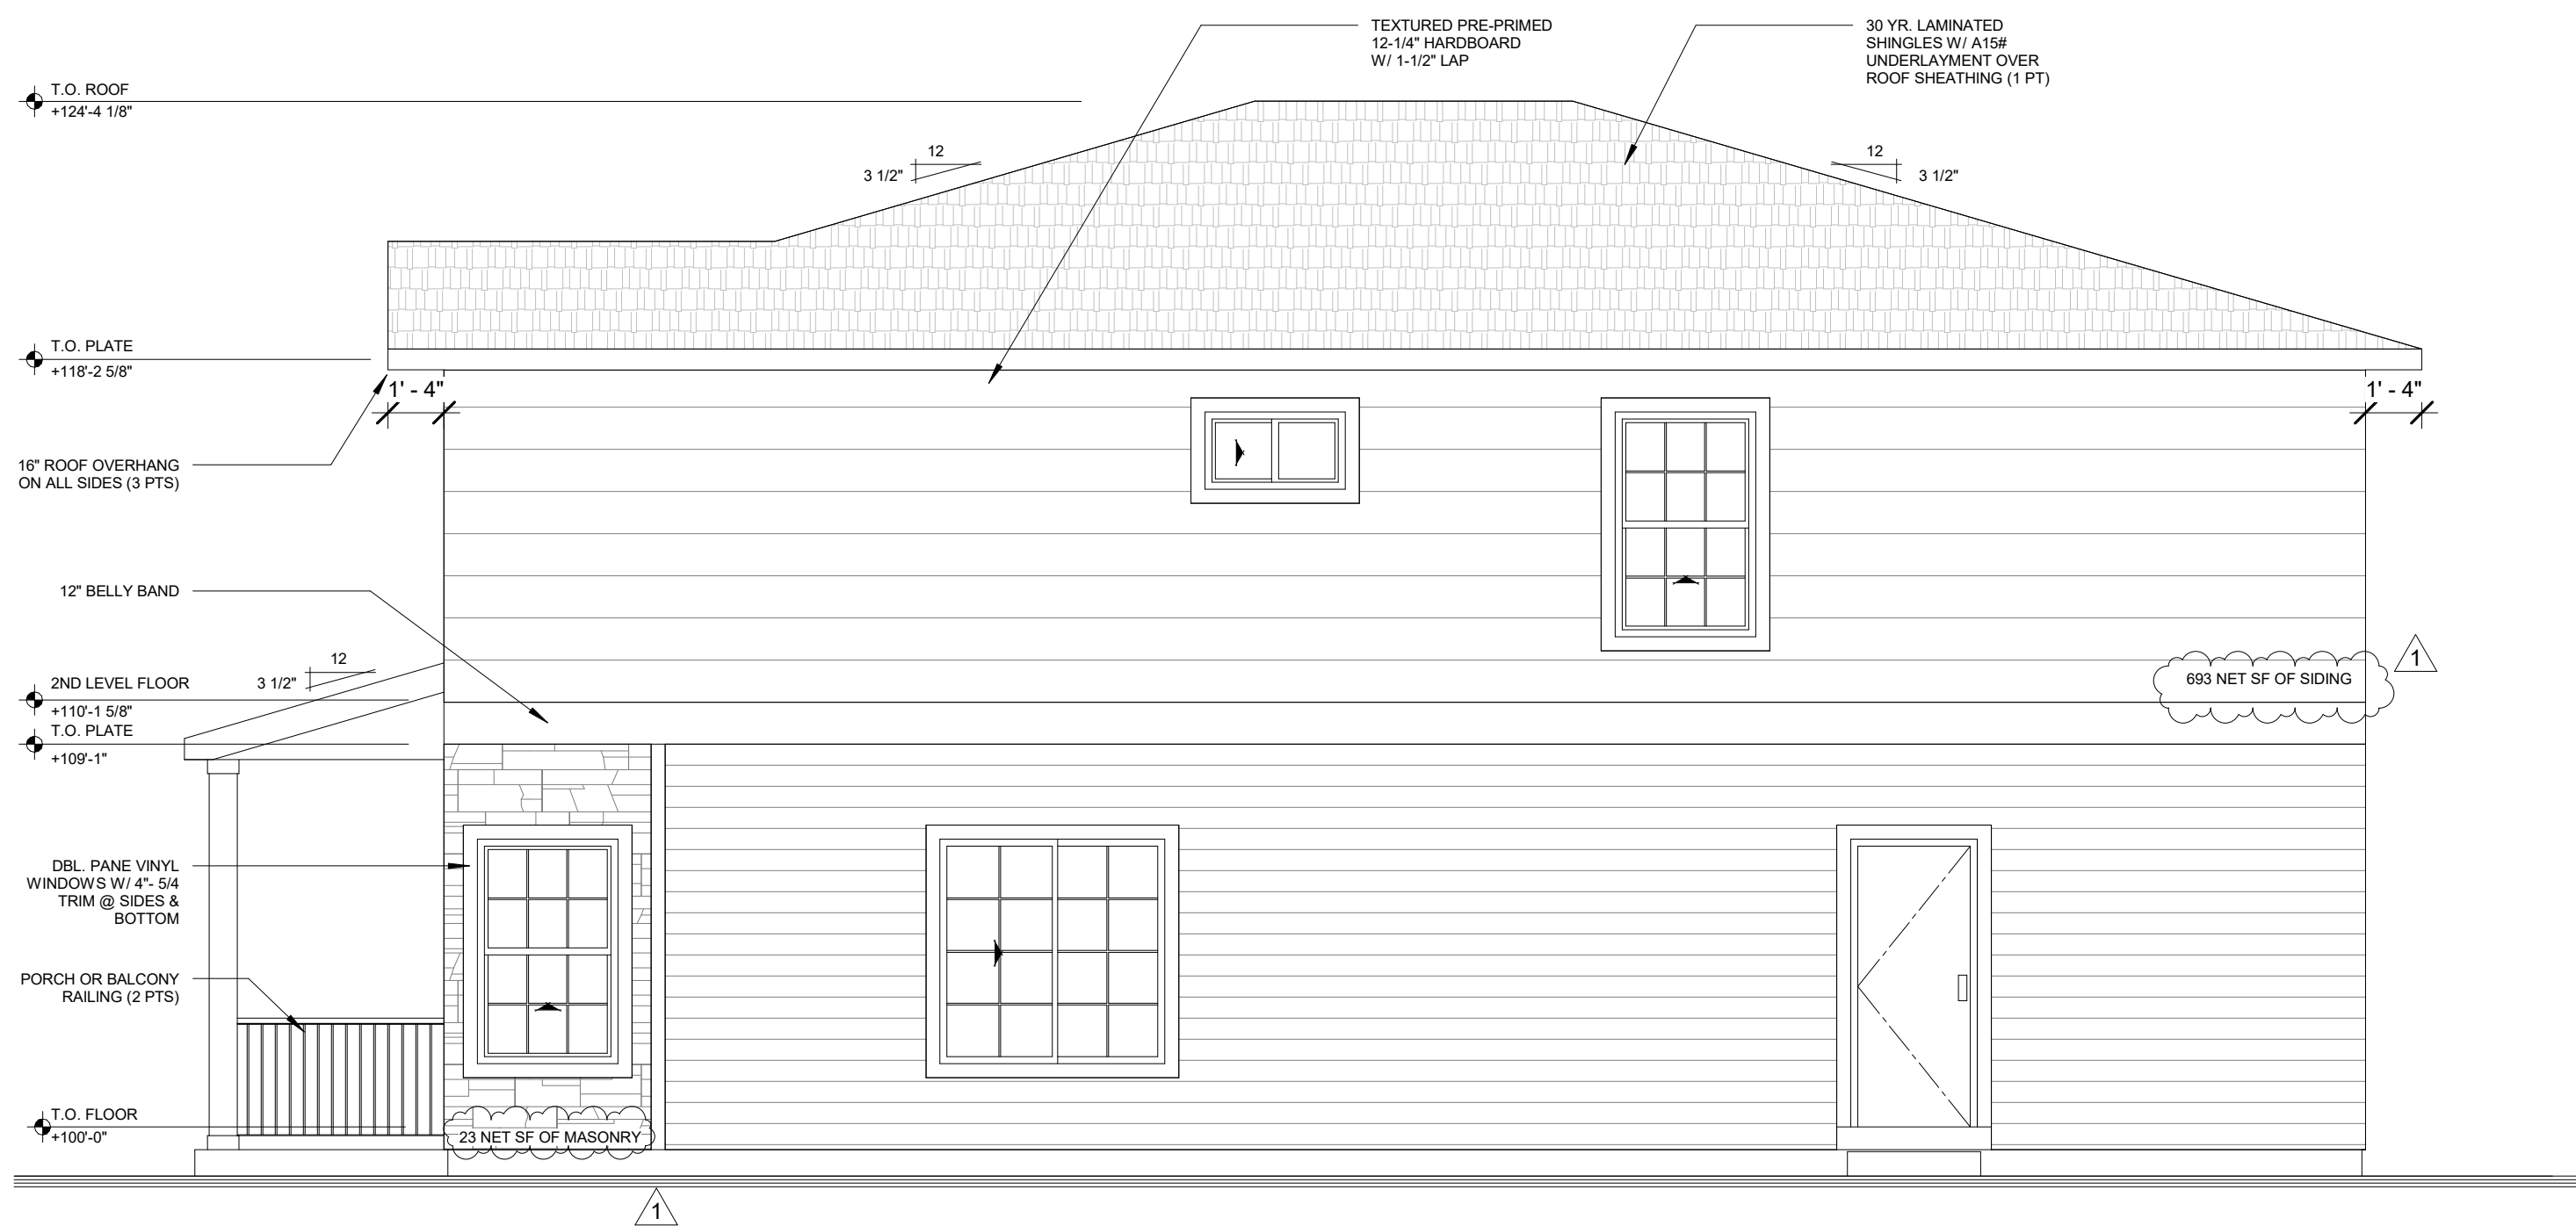 TEXTURED PRE-PRIMED
12-1/4" HARDBOARD
W/ 1-1/2" LAP
30 YR. LAMINATED
SHINGLES W/ A15#
UNDERLAYMENT OVER
ROOF SHEATHING (1 PT)
T.O. ROOF
+124'-4 1/8"
12
3 1/2"
12
3 1/2"
T.O. PLATE
+118'-2 5/8"
1' - 4"
1' - 4"
16" ROOF OVERHANG
ON ALL SIDES (3 PTS)
12" BELLY BAND
12
3 1/2"
2ND LEVEL FLOOR
+110'-1 5/8"
693 NET SF OF SIDING
1
T.O. PLATE
+109'-1"
DBL. PANE VINYL
WINDOWS W/ 4"- 5/4
TRIM @ SIDES &
BOTTOM
PORCH OR BALCONY
RAILING (2 PTS)
T.O. FLOOR
+100'-0"
23 NET SF OF MASONRY
1